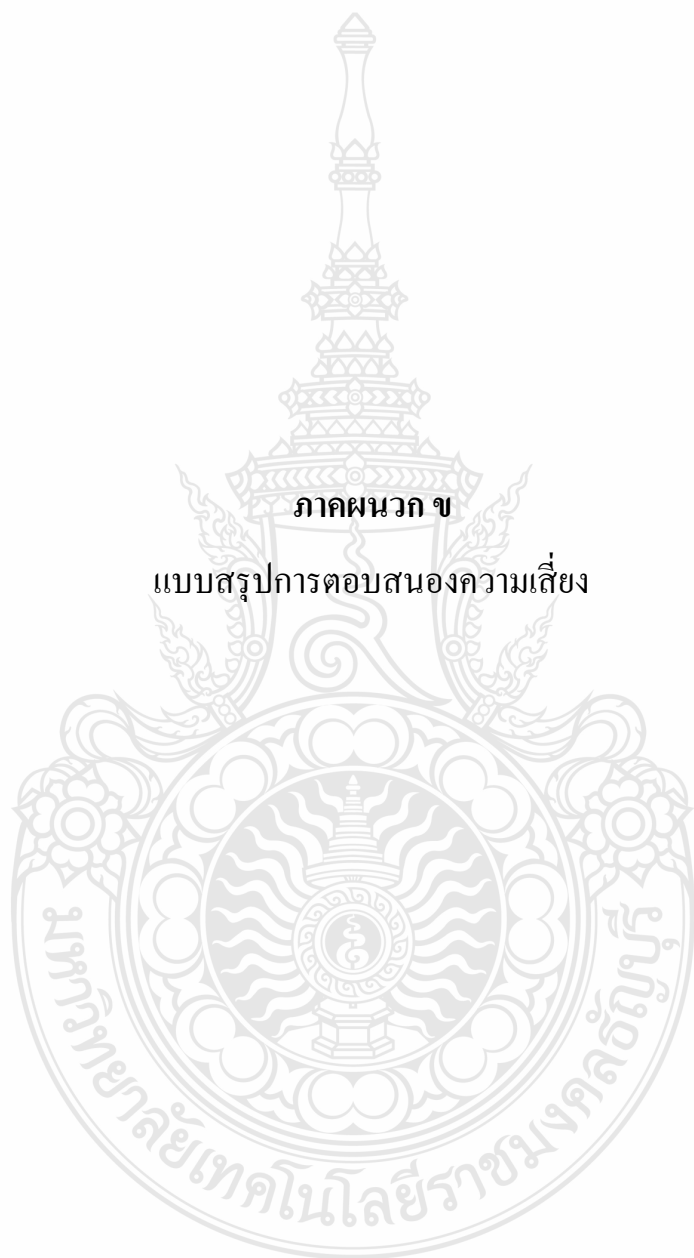 ภาคผนวก ข
แบบสรุปการตอบสนองความเสี่ยง
มหาวิทยาลัยเทคโนโลยีราชมงคลธัญบุรี